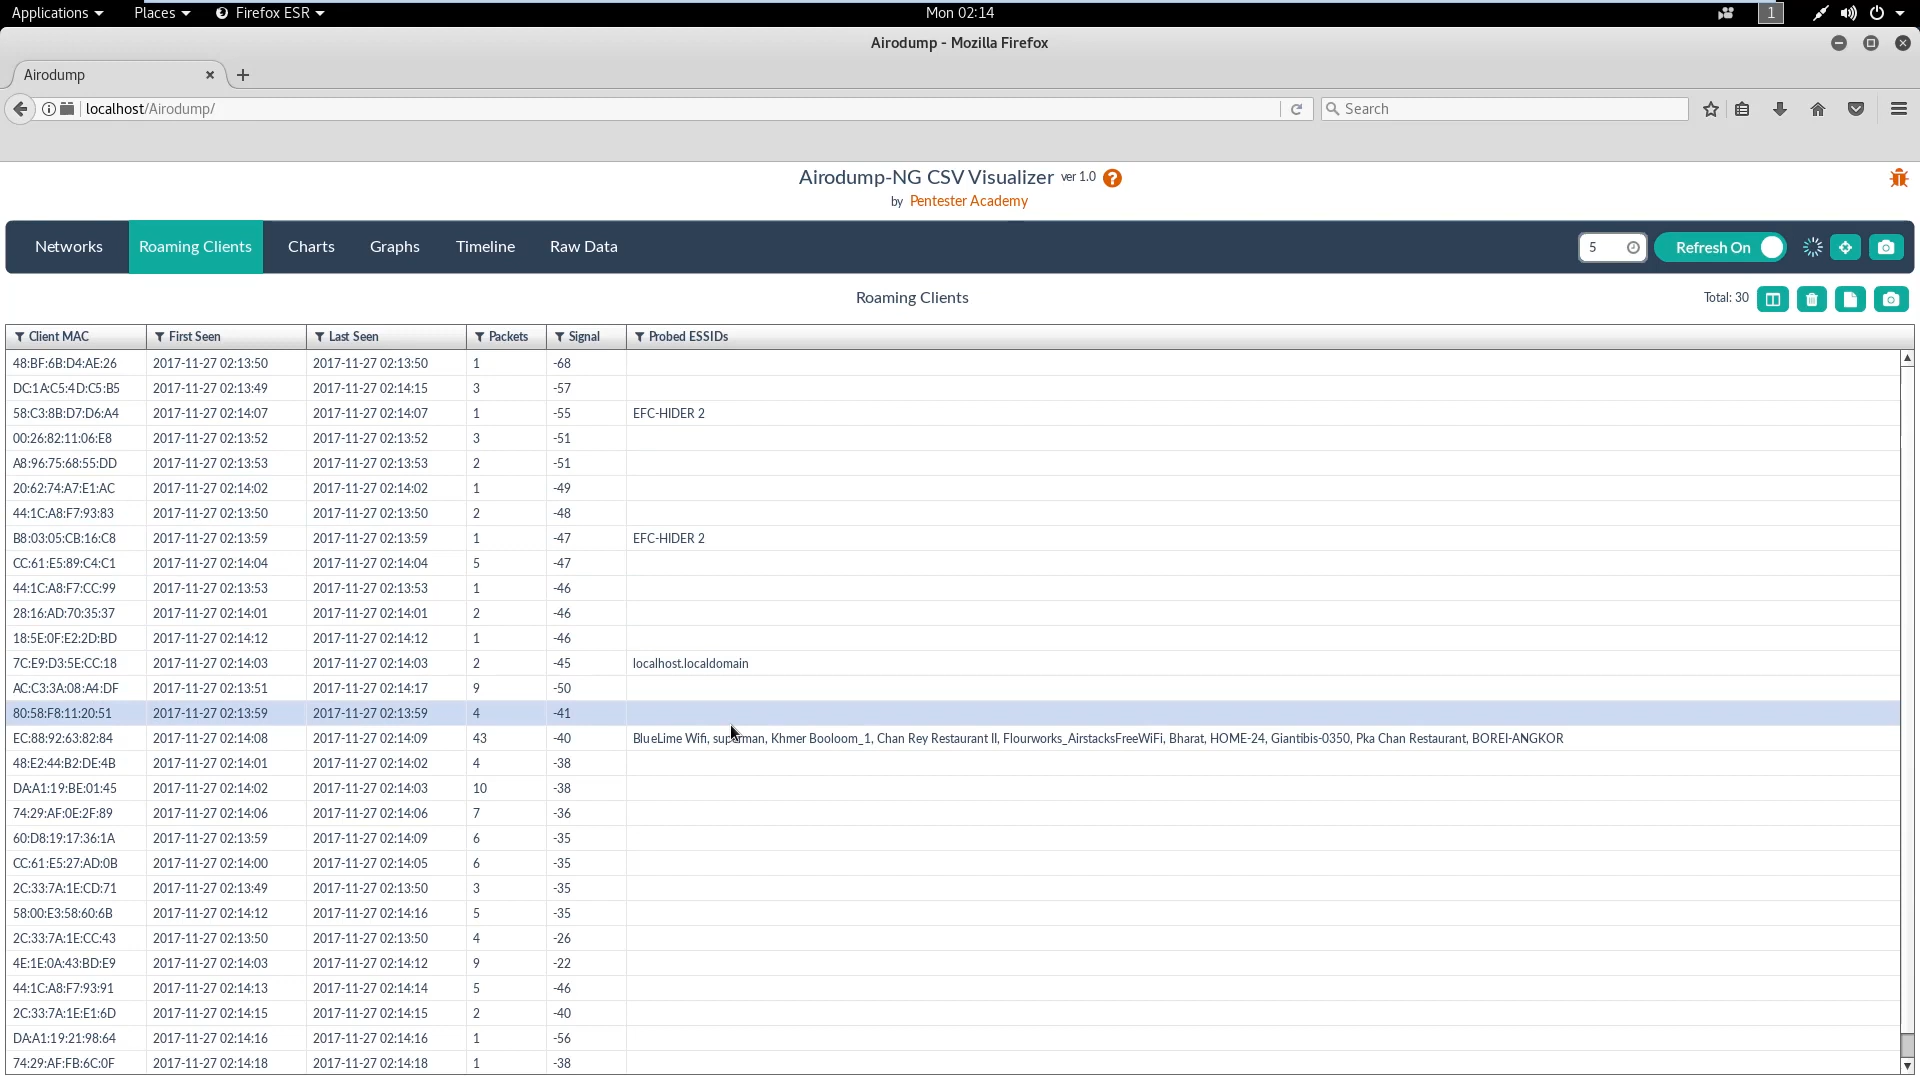 Applications Places Firefox ESR Mon 02:14 1
Airodump - Mozilla Firefox
Airodump
localhost/Airodump/ Search
Airodump-NG CSV Visualizer ver 1.0
by Pentester Academy
Networks Roaming Clients Charts Graphs Timeline Raw Data 5 Refresh On
Roaming Clients Total: 30
Client MAC First Seen Last Seen Packets Signal Probed ESSIDs
48:BF:6B:D4:AE:26 2017-11-27 02:13:50 2017-11-27 02:13:50 1 -68
DC:1A:C5:4D:C5:B5 2017-11-27 02:13:49 2017-11-27 02:14:15 3 -57
58:C3:8B:D7:D6:A4 2017-11-27 02:14:07 2017-11-27 02:14:07 1 -55 EFC-HIDER 2
00:26:82:11:06:E8 2017-11-27 02:13:52 2017-11-27 02:13:52 3 -51
A8:96:75:68:55:DD 2017-11-27 02:13:53 2017-11-27 02:13:53 2 -51
20:62:74:A7:E1:AC 2017-11-27 02:14:02 2017-11-27 02:14:02 1 -49
44:1C:A8:F7:93:83 2017-11-27 02:13:50 2017-11-27 02:13:50 2 -48
B8:03:05:CB:16:C8 2017-11-27 02:13:59 2017-11-27 02:13:59 1 -47 EFC-HIDER 2
CC:61:E5:89:C4:C1 2017-11-27 02:14:04 2017-11-27 02:14:04 5 -47
44:1C:A8:F7:CC:99 2017-11-27 02:13:53 2017-11-27 02:13:53 1 -46
28:16:AD:70:35:37 2017-11-27 02:14:01 2017-11-27 02:14:01 2 -46
18:5E:0F:E2:2D:BD 2017-11-27 02:14:12 2017-11-27 02:14:12 1 -46
7C:E9:D3:5E:CC:18 2017-11-27 02:14:03 2017-11-27 02:14:03 2 -45 localhost.localdomain
AC:C3:3A:08:A4:DF 2017-11-27 02:13:51 2017-11-27 02:14:17 9 -50
80:58:F8:11:20:51 2017-11-27 02:13:59 2017-11-27 02:13:59 4 -41
EC:88:92:63:82:84 2017-11-27 02:14:08 2017-11-27 02:14:09 43 -40 BlueLime Wifi, superman, Khmer Booloom_1, Chan Rey Restaurant II, Flourworks_AirstacksFreeWiFi, Bharat, HOME-24, Giantibis-0350, Pka Chan Restaurant, BOREI-ANGKOR
48:E2:44:B2:DE:4B 2017-11-27 02:14:01 2017-11-27 02:14:02 4 -38
DA:A1:19:BE:01:45 2017-11-27 02:14:02 2017-11-27 02:14:03 10 -38
74:29:AF:0E:2F:89 2017-11-27 02:14:06 2017-11-27 02:14:06 7 -36
60:D8:19:17:36:1A 2017-11-27 02:13:59 2017-11-27 02:14:09 6 -35
CC:61:E5:27:AD:0B 2017-11-27 02:14:00 2017-11-27 02:14:05 6 -35
2C:33:7A:1E:CD:71 2017-11-27 02:13:49 2017-11-27 02:13:50 3 -35
58:00:E3:58:60:6B 2017-11-27 02:14:12 2017-11-27 02:14:16 5 -35
2C:33:7A:1E:CC:43 2017-11-27 02:13:50 2017-11-27 02:13:50 4 -26
4E:1E:0A:43:BD:E9 2017-11-27 02:14:03 2017-11-27 02:14:12 9 -22
44:1C:A8:F7:93:91 2017-11-27 02:14:13 2017-11-27 02:14:14 5 -46
2C:33:7A:1E:E1:6D 2017-11-27 02:14:15 2017-11-27 02:14:15 2 -40
DA:A1:19:21:98:64 2017-11-27 02:14:16 2017-11-27 02:14:16 1 -56
74:29:AF:FB:6C:0F 2017-11-27 02:14:18 2017-11-27 02:14:18 1 -38